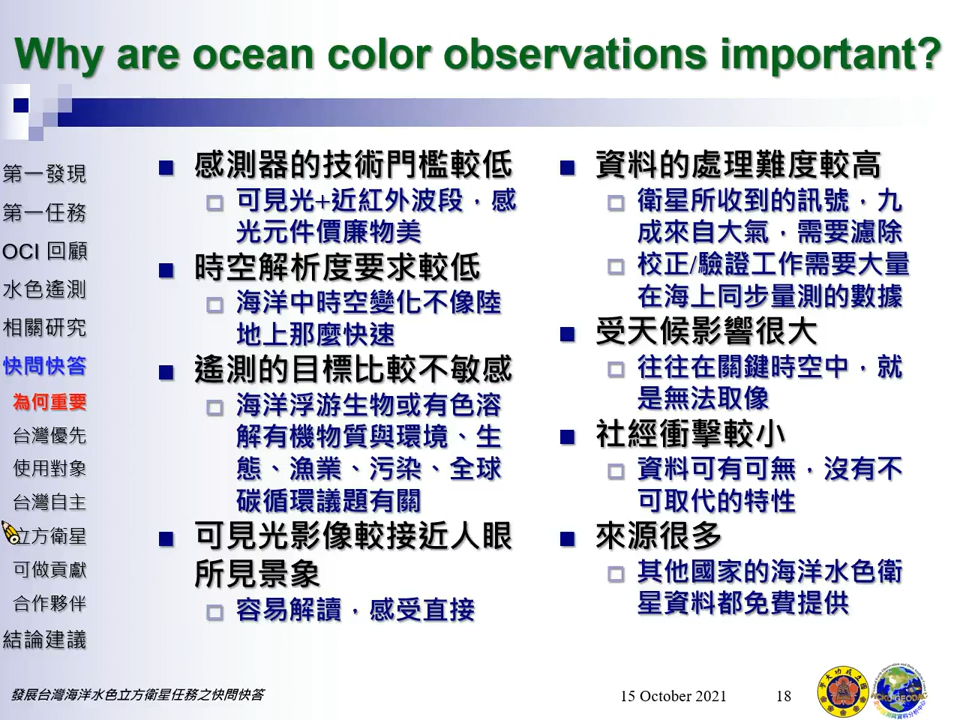 Why are ocean color observations important?
第一發現
第一任務
OCI 回顧
水色遙測
相關研究
快問快答
為何重要
台灣優先
使用對象
台灣自主
立方衛星
可做貢獻
合作夥伴
結論建議
感測器的技術門檻較低
可見光+近紅外波段，感
光元件價廉物美
時空解析度要求較低
海洋中時空變化不像陸
地上那麼快速
遙測的目標比較不敏感
海洋浮游生物或有色溶
解有機物質與環境、生
態、漁業、污染、全球
碳循環議題有關
可見光影像較接近人眼
所見景象
容易解讀，感受直接
資料的處理難度較高
衛星所收到的訊號，九
成來自大氣，需要濾除
校正/驗證工作需要大量
在海上同步量測的數據
受天候影響很大
往往在關鍵時空中，就
是無法取像
社經衝擊較小
資料可有可無，沒有不
可取代的特性
來源很多
其他國家的海洋水色衛
星資料都免費提供
發展台灣海洋水色立方衛星任務之快問快答
15 October 2021
18